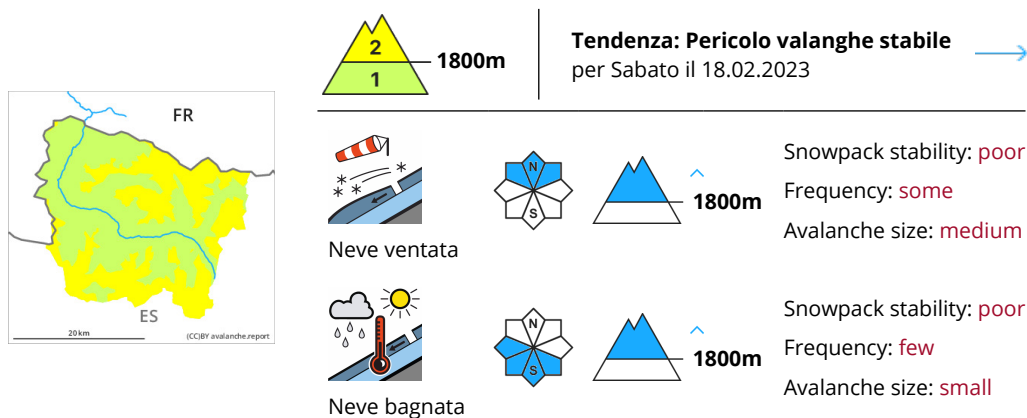 2
1
1800m
Tendenza: Pericolo valanghe stabile
per Sabato il 18.02.2023
FR
ES
20 km
(CC)BY avalanche.report
N
S
1800m
Snowpack stability: poor
Frequency: some
Avalanche size: medium
Neve ventata
N
S
1800m
Snowpack stability: poor
Frequency: few
Avalanche size: small
Neve bagnata